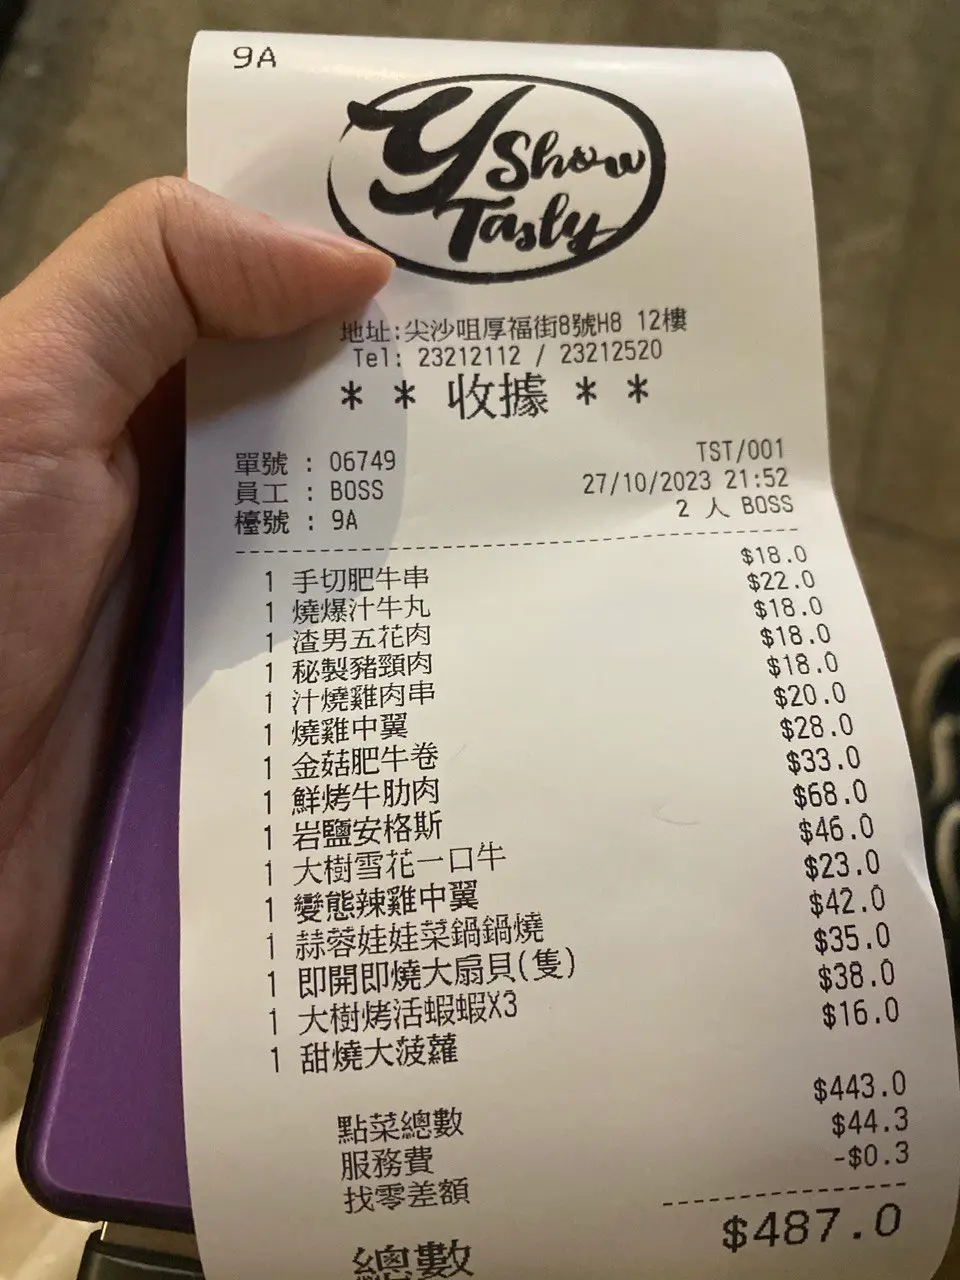 9A
y Show
Tasty
地址:尖沙咀厚福街8號H8 12樓
Tel: 23212112 / 23212520
* * 收據 * *
單號 : 06749 TST/001
員工 : BOSS 27/10/2023 21:52
檯號 : 9A 2 人 BOSS
1 手切肥牛串 $18.0
1 燒爆汁牛丸 $22.0
1 渣男五花肉 $18.0
1 秘製豬頸肉 $18.0
1 汁燒雞肉串 $18.0
1 燒雞中翼 $20.0
1 金菇肥牛卷 $28.0
1 鮮烤牛肋肉 $33.0
1 岩鹽安格斯 $68.0
1 大樹雪花一口牛 $46.0
1 變態辣雞中翼 $23.0
1 蒜蓉娃娃菜鍋鍋燒 $42.0
1 即開即燒大扇貝(隻) $35.0
1 大樹烤活蝦蝦X3 $38.0
1 甜燒大菠蘿 $16.0
點菜總數 $443.0
服務費 $44.3
找零差額 -$0.3
總數 $487.0